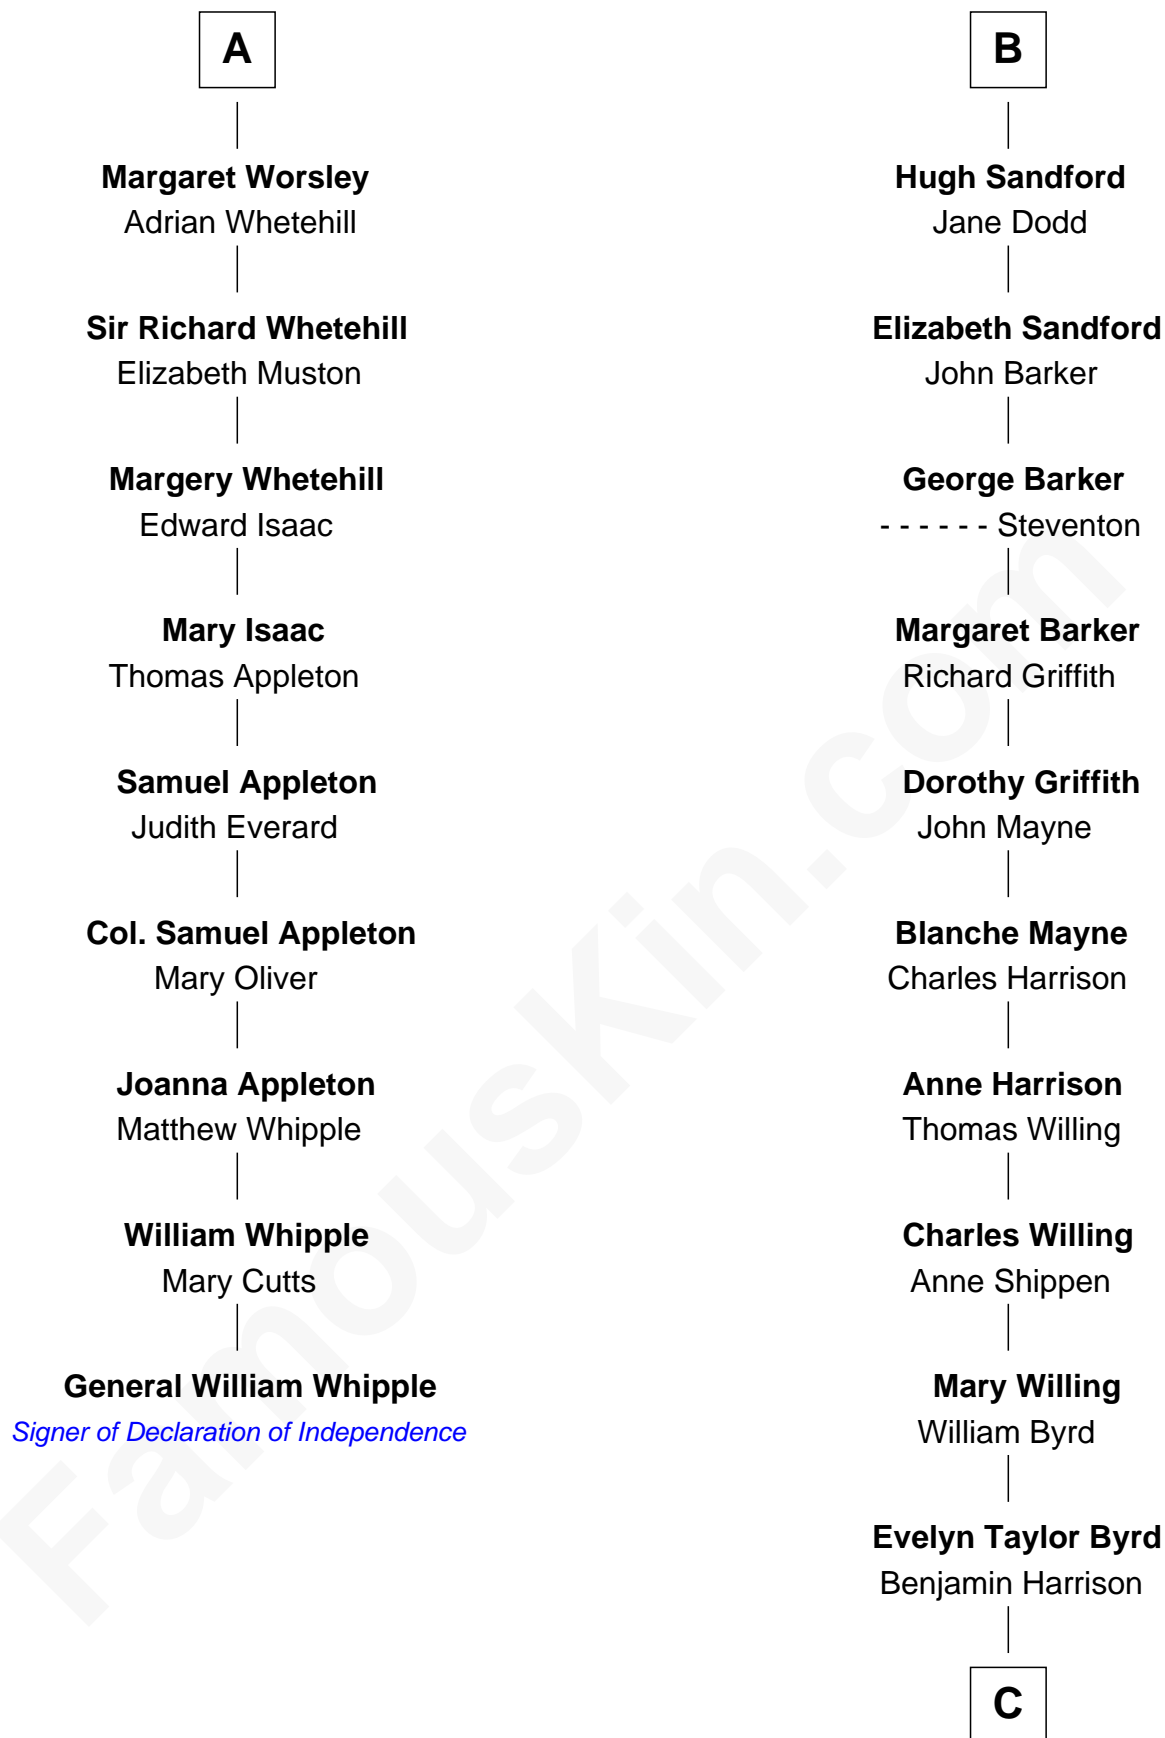 A
Margaret Worsley
Adrian Whetehill
Sir Richard Whetehill
Elizabeth Muston
Margery Whetehill
Edward Isaac
Mary Isaac
Thomas Appleton
Samuel Appleton
Judith Everard
Col. Samuel Appleton
Mary Oliver
Joanna Appleton
Matthew Whipple
William Whipple
Mary Cutts
General William Whipple
Signer of Declaration of Independence
B
Hugh Sandford
Jane Dodd
Elizabeth Sandford
John Barker
George Barker
- - - - - - Steventon
Margaret Barker
Richard Griffith
Dorothy Griffith
John Mayne
Blanche Mayne
Charles Harrison
Anne Harrison
Thomas Willing
Charles Willing
Anne Shippen
Mary Willing
William Byrd
Evelyn Taylor Byrd
Benjamin Harrison
C
FamousKin.com